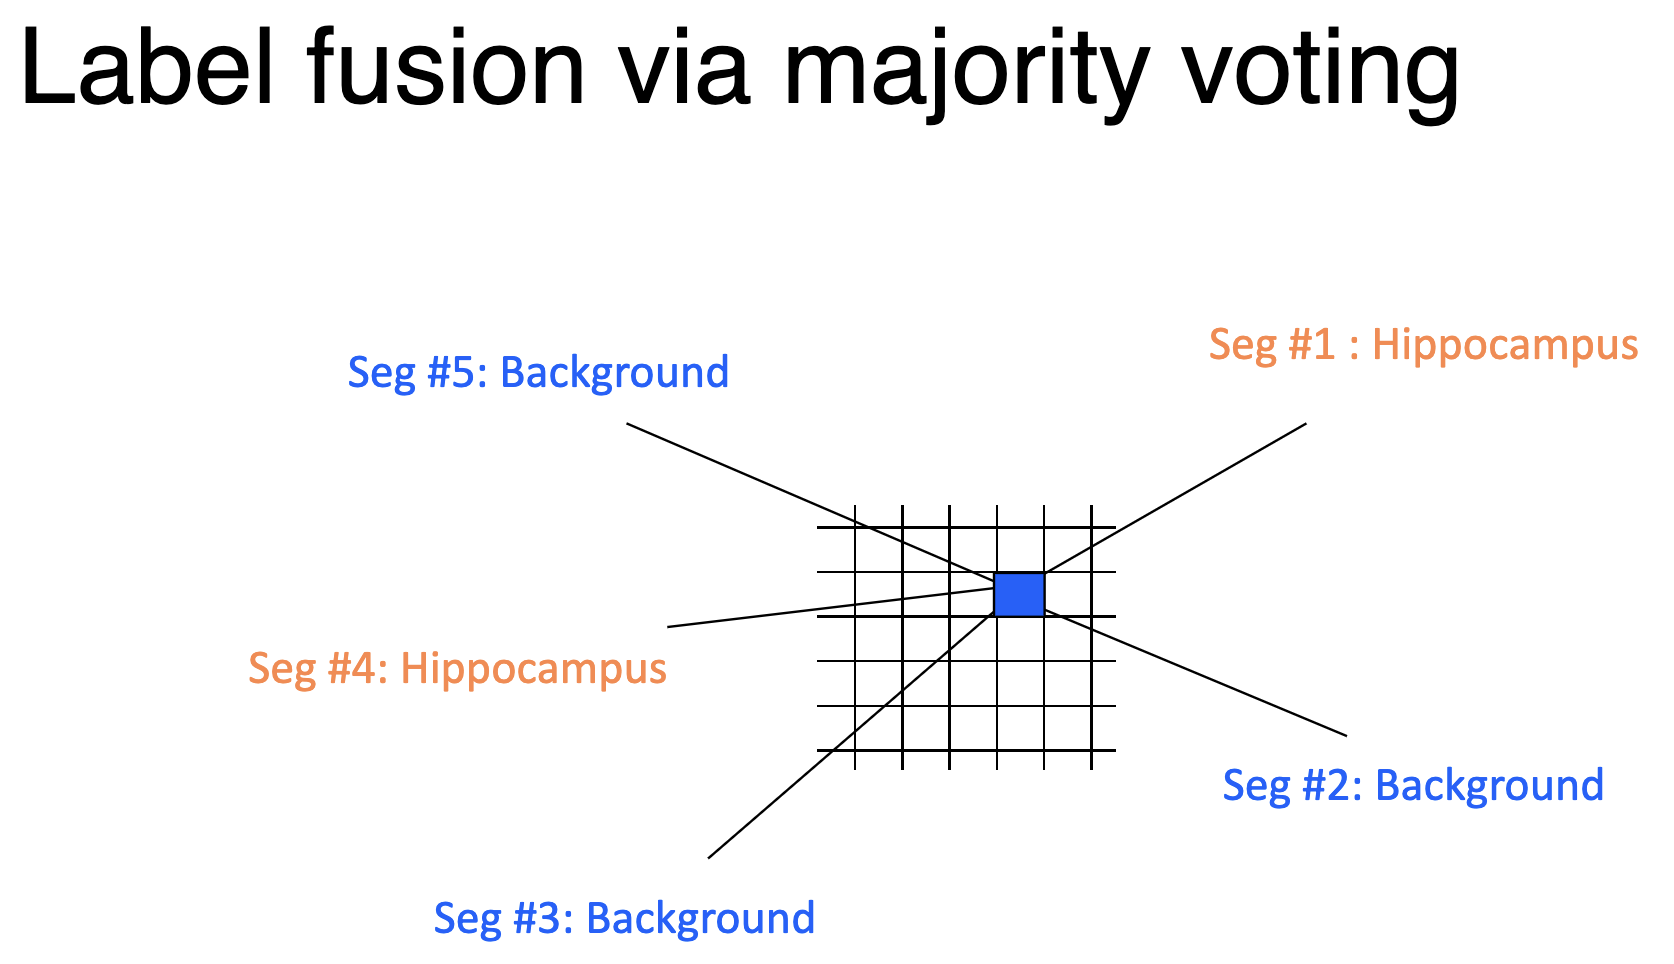 Label fusion via majority voting
Seg #1 : Hippocampus
Seg #5: Background
Seg #4: Hippocampus
Seg #2: Background
Seg #3: Background